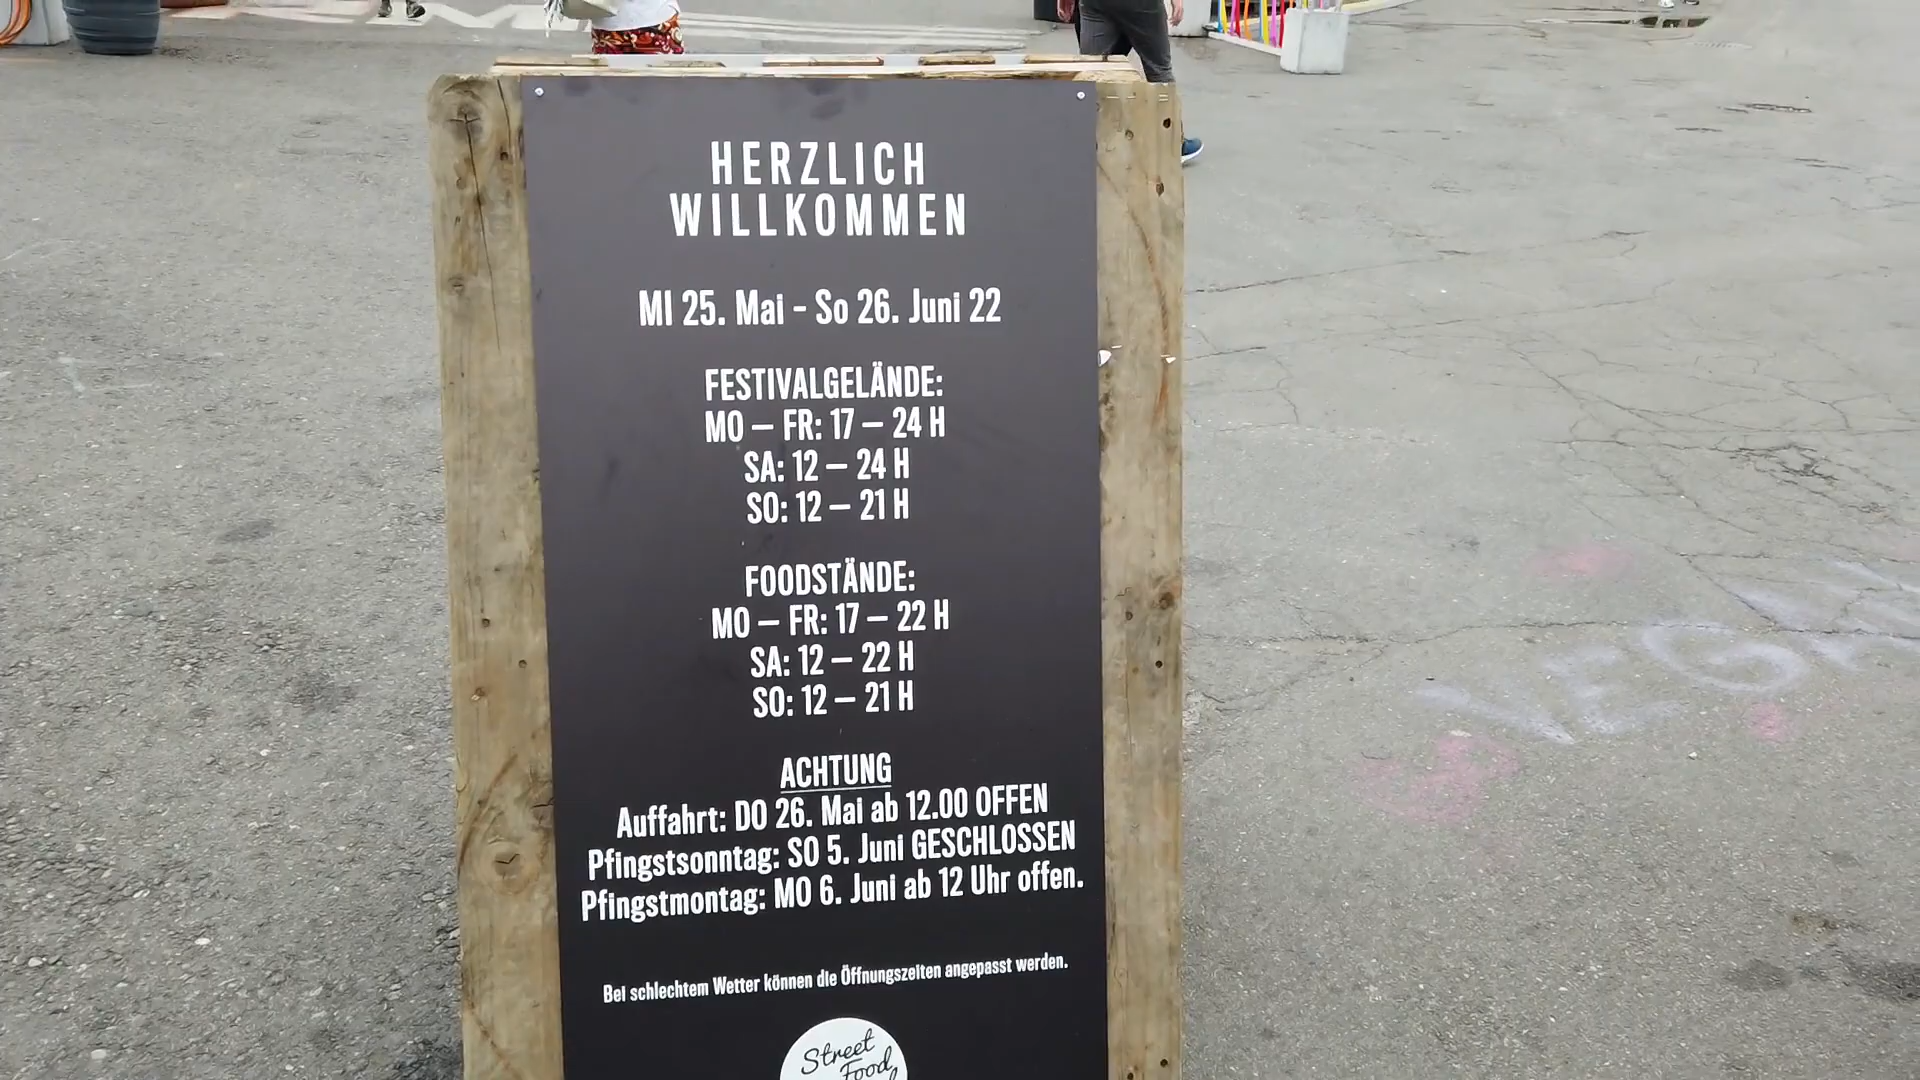 HERZLICH
WILLKOMMEN
MI 25. Mai - So 26. Juni 22
FESTIVALGELÄNDE:
MO – FR: 17 – 24 H
SA: 12 – 24 H
SO: 12 – 21 H
FOODSTÄNDE:
MO – FR: 17 – 22 H
SA: 12 – 22 H
SO: 12 – 21 H
ACHTUNG
Auffahrt: DO 26. Mai ab 12.00 OFFEN
Pfingstsonntag: SO 5. Juni GESCHLOSSEN
Pfingstmontag: MO 6. Juni ab 12 Uhr offen.
Bei schlechtem Wetter können die Öffnungszeiten angepasst werden.
Street
Food